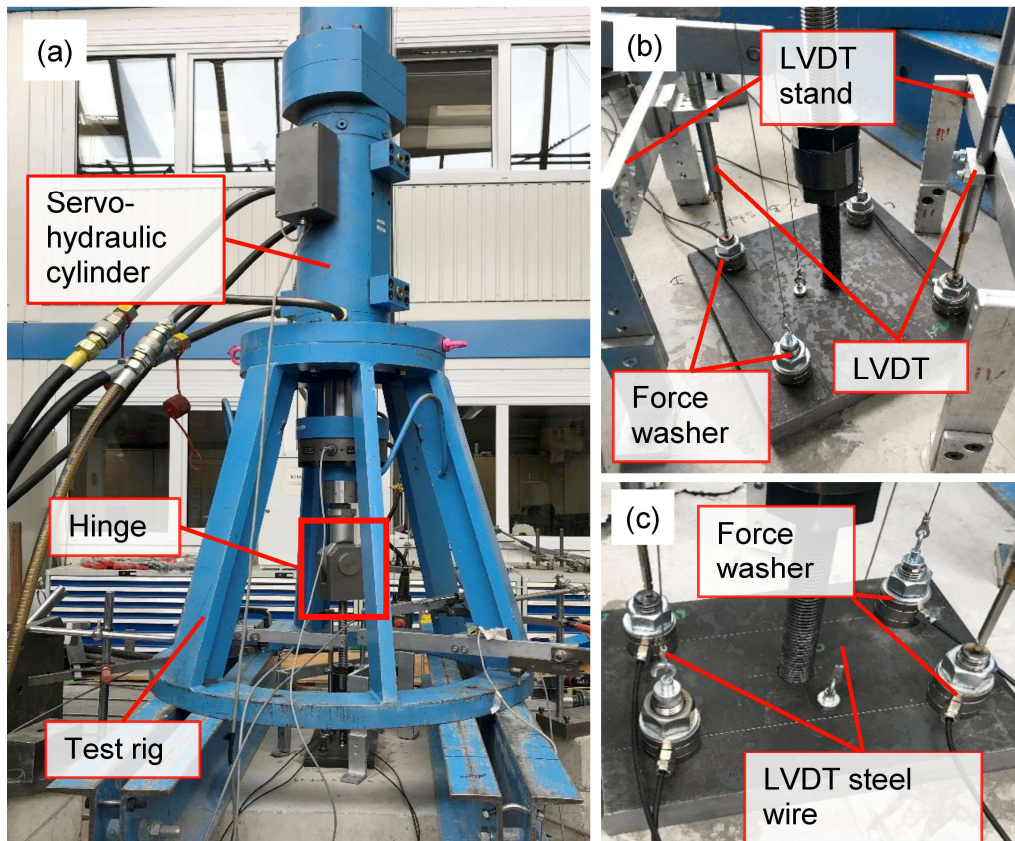 (a)
Servo-
hydraulic
cylinder
Hinge
Test rig
(b)
LVDT
stand
LVDT
Force
washer
(c)
Force
washer
LVDT steel
wire